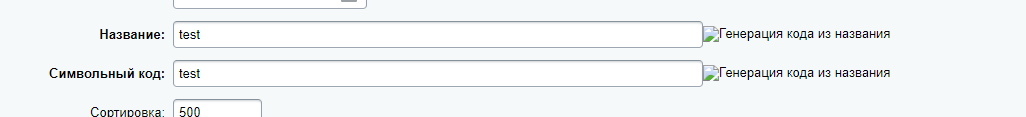 Название: test Генерация кода из названия
Символьный код: test Генерация кода из названия
Сортировка: 500